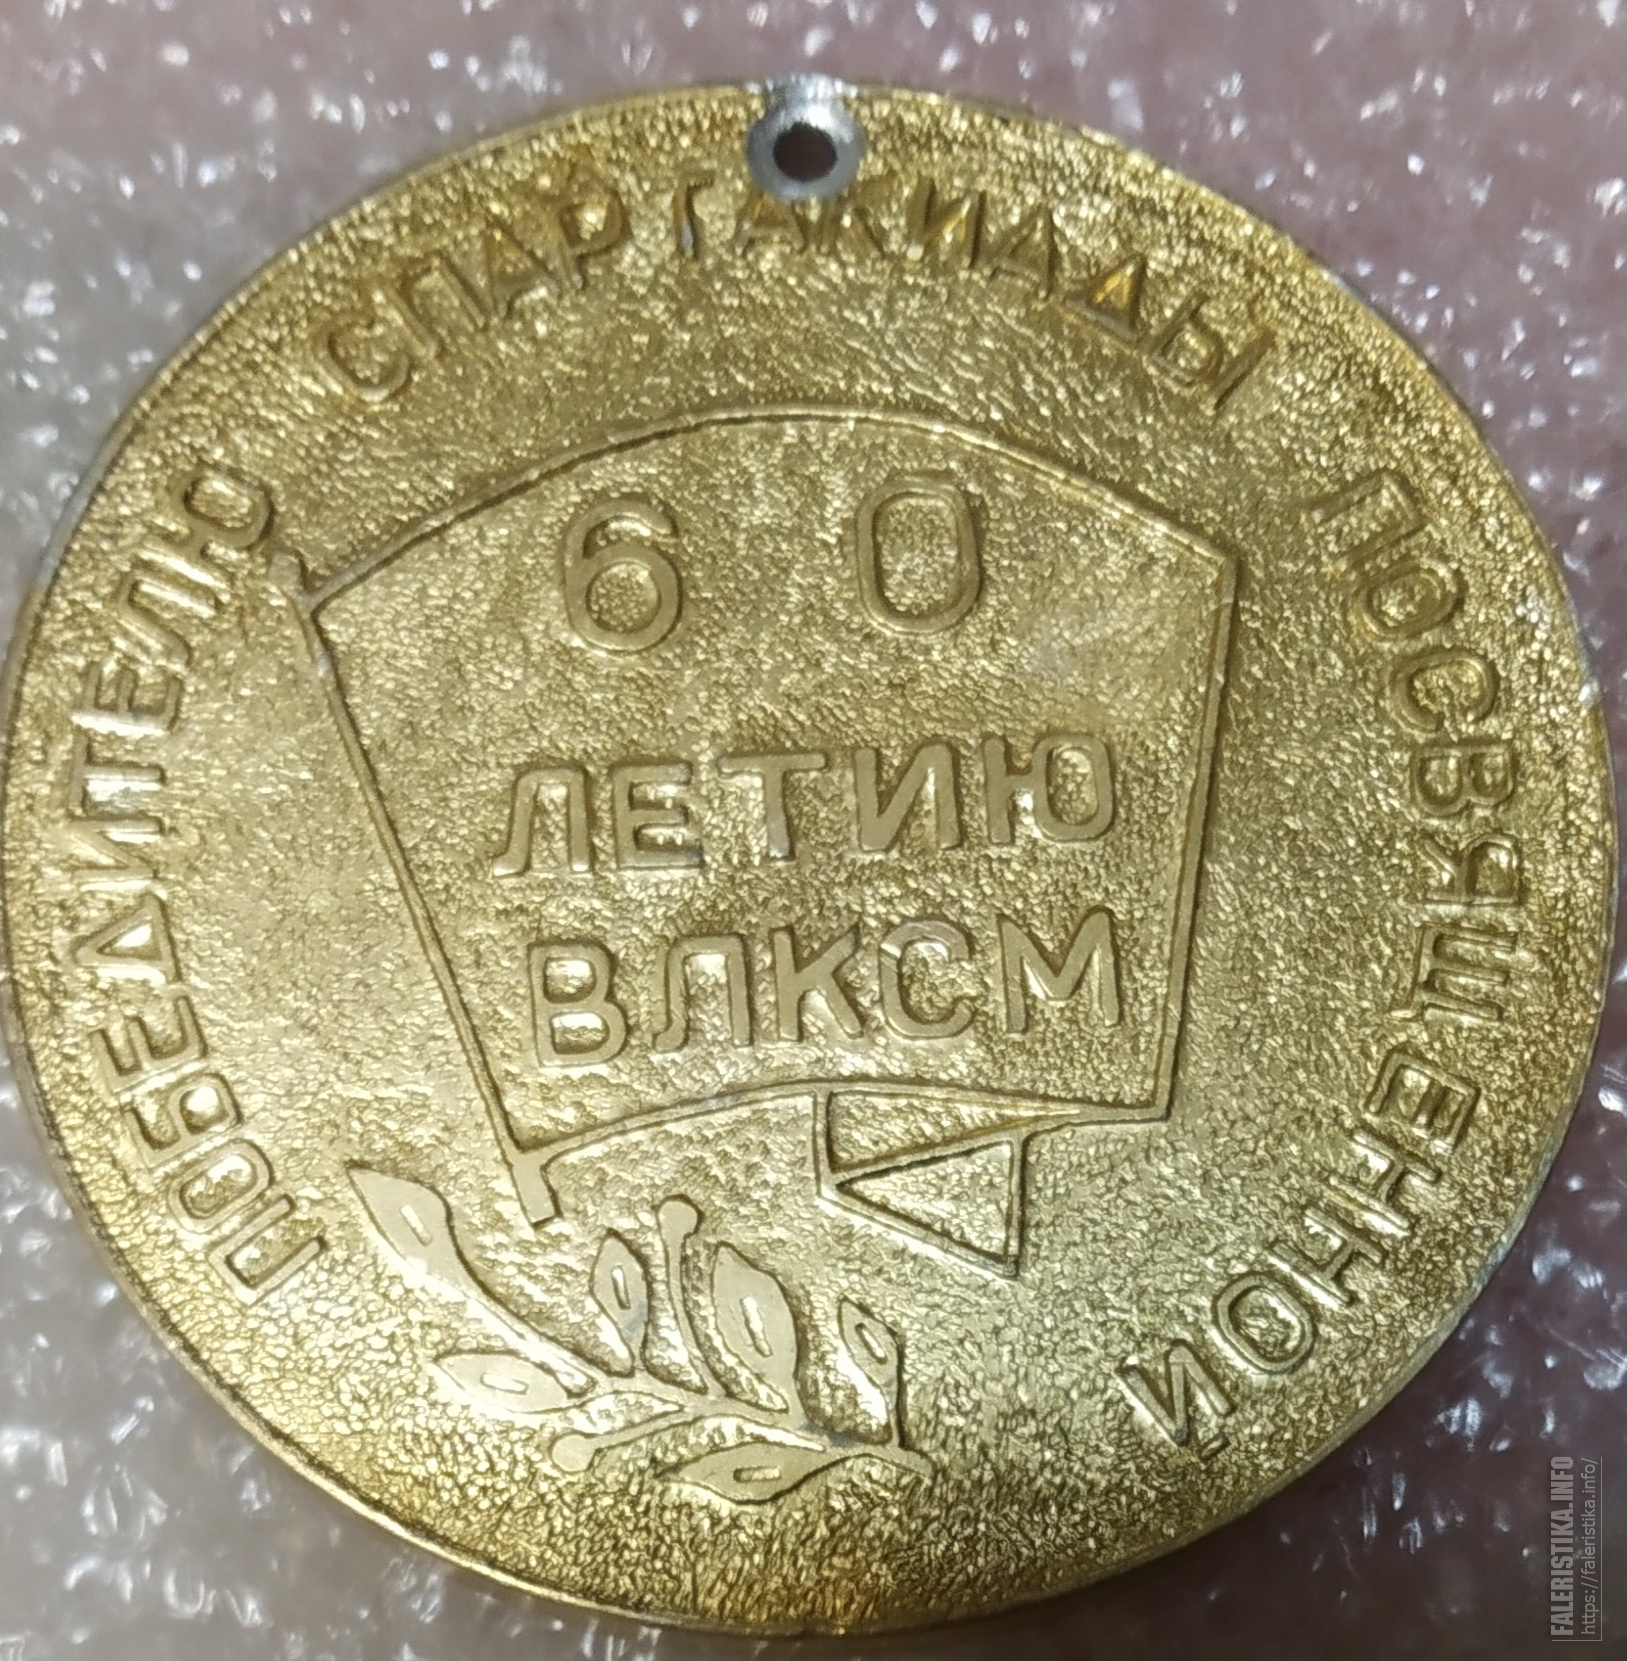 ПОБЕДИТЕЛЮ СПАРТАКИАДЫ ПОСВЯЩЕННОЙ
60
ЛЕТИЮ
ВЛКСМ
FALERISTIKA.INFO
https://faleristika.info/